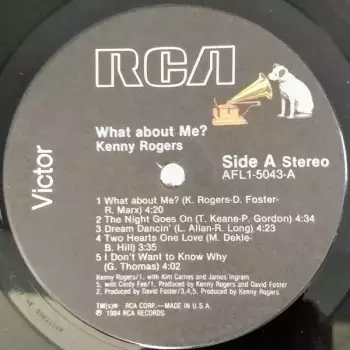 RCA
What about Me?
Kenny Rogers
Side A Stereo
AFL1-5043-A
Victor
1 What about Me? (K. Rogers-D. Foster-
R. Marx) 4:20
2 The Night Goes On (T. Keane-P. Gordon) 4:34
3 Dream Dancin' (L. Allan-R. Long) 4:23
4 Two Hearts One Love (M. Dekle-
B. Hill) 3:35
5 I Don't Want to Know Why
(G. Thomas) 4:02
Kenny Rogers/1, with Kim Carnes and James Ingram
5, with Cindy Fee/1, Produced by Kenny Rogers and David Foster
2, Produced by David Foster/3,4,5, Produced by Kenny Rogers
TM(s)® RCA CORP.—MADE IN U.S.A.
℗ 1984 RCA RECORDS